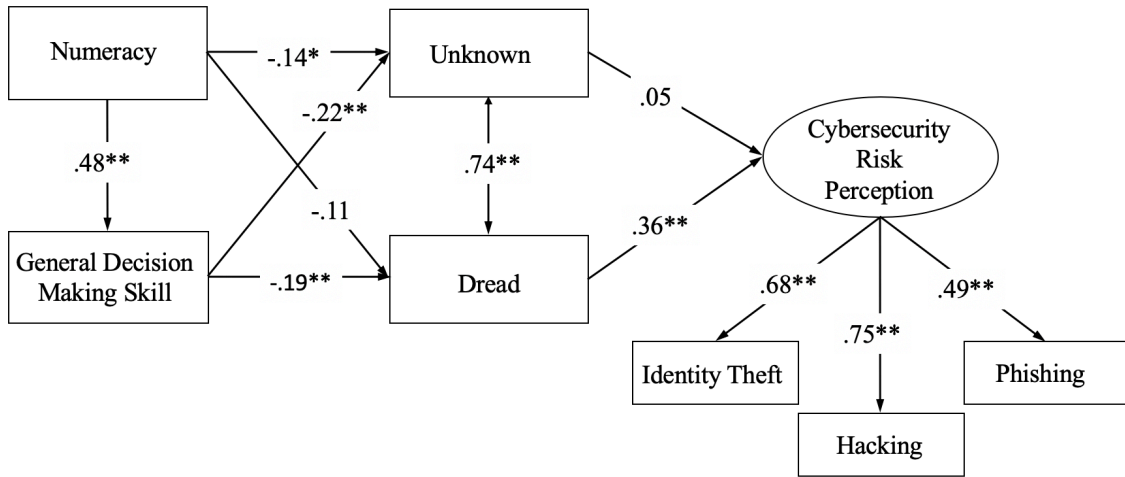 Numeracy
-.14*
Unknown
-.22**
.05
.48**
.74**
Cybersecurity
Risk
Perception
-.11
.36**
General Decision
Making Skill
-.19**
Dread
.68**
.49**
.75**
Identity Theft
Phishing
Hacking